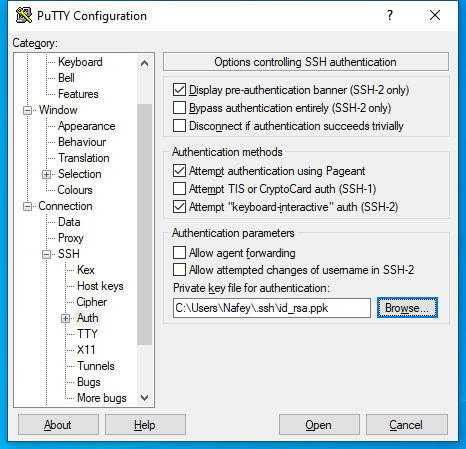 PuTTY Configuration
Category:
Keyboard
Bell
Features
Window
Appearance
Behaviour
Translation
Selection
Colours
Connection
Data
Proxy
SSH
Kex
Host keys
Cipher
Auth
TTY
X11
Tunnels
Bugs
More bugs
Options controlling SSH authentication
Display pre-authentication banner (SSH-2 only)
Bypass authentication entirely (SSH-2 only)
Disconnect if authentication succeeds trivially
Authentication methods
Attempt authentication using Pageant
Attempt TIS or CryptoCard auth (SSH-1)
Attempt "keyboard-interactive" auth (SSH-2)
Authentication parameters
Allow agent forwarding
Allow attempted changes of username in SSH-2
Private key file for authentication:
C:\Users\Nafey\.ssh\id_rsa.ppk
Browse...
About
Help
Open
Cancel